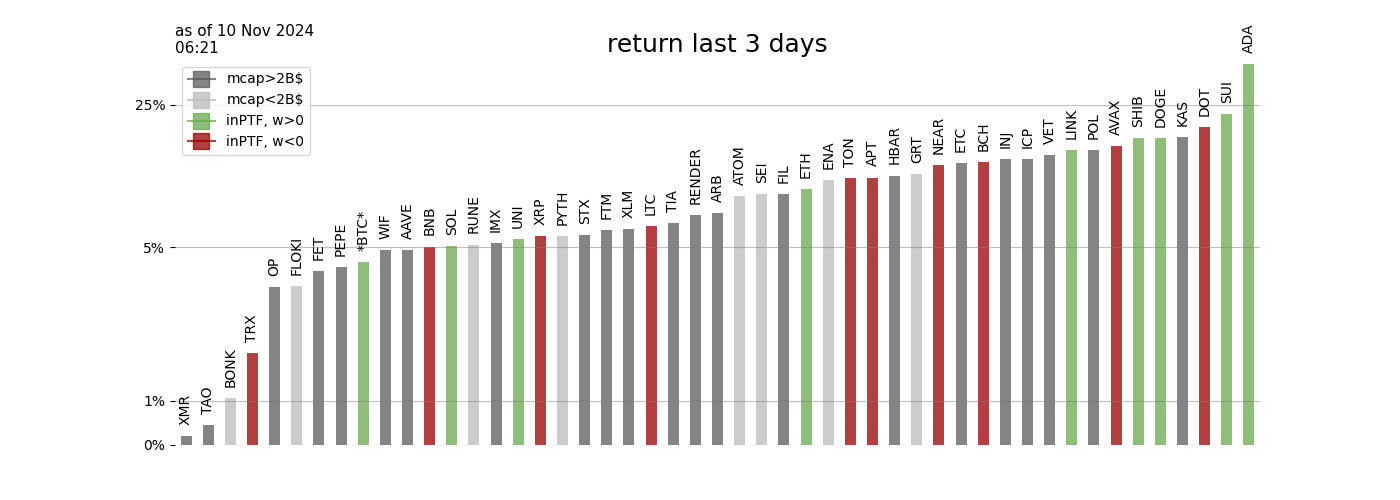 as of 10 Nov 2024
06:21
return last 3 days
mcap>2B$
mcap<2B$
inPTF, w>0
inPTF, w<0
25%
5%
1%
0%
XMR
TAO
BONK
TRX
OP
FLOKI
FET
PEPE
*BTC*
WIF
AAVE
BNB
SOL
RUNE
IMX
UNI
XRP
PYTH
STX
FTM
XLM
LTC
TIA
RENDER
ARB
ATOM
SEI
FIL
ETH
ENA
TON
APT
HBAR
GRT
NEAR
ETC
BCH
INJ
ICP
VET
LINK
POL
AVAX
SHIB
DOGE
KAS
DOT
SUI
ADA